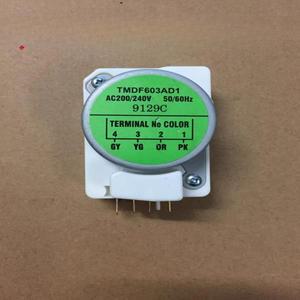 TMDF603AD1
AC200/240V 50/60Hz
9129C
TERMINAL No COLOR
4 3 2 1
GY YG OR PK